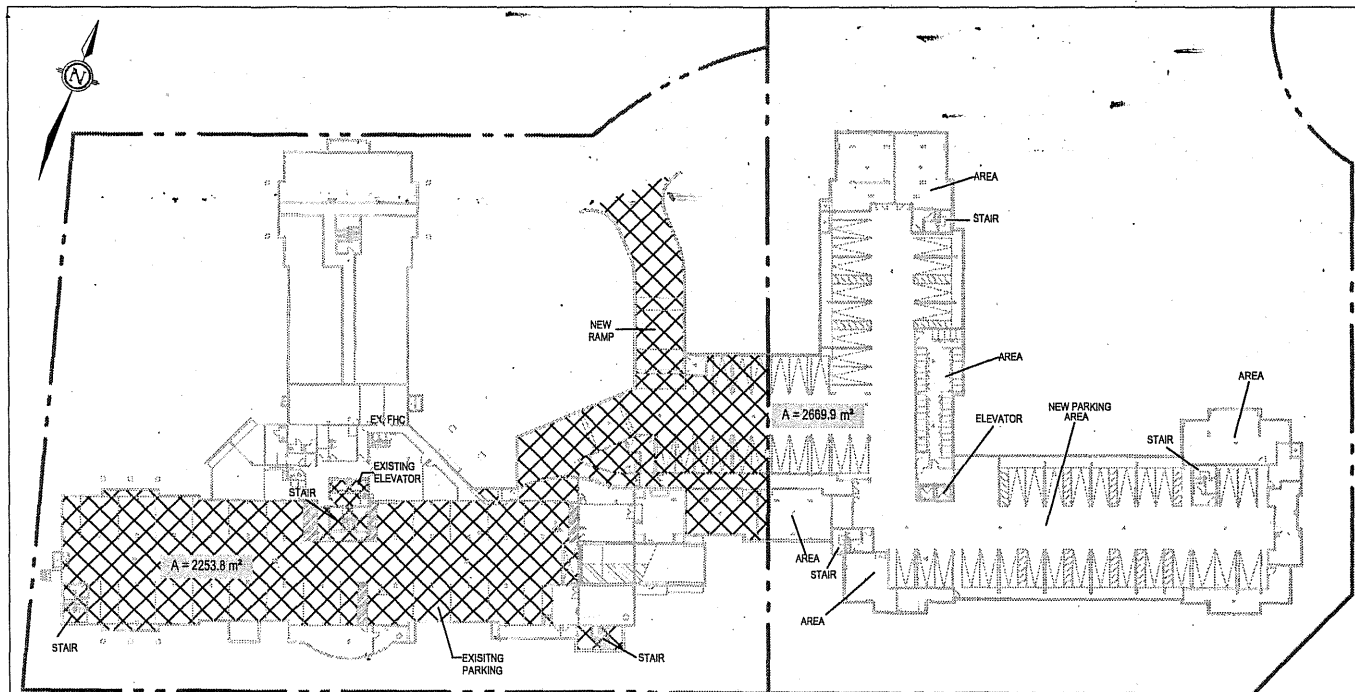 N
AREA
STAIR
NEW
RAMP
AREA
A = 2669.9 m²
AREA
EX. FHC
ELEVATOR
NEW PARKING
AREA
STAIR
EXISTING
ELEVATOR
STAIR
A = 2253.8 m²
AREA
STAIR
AREA
STAIR
EXISITNG
PARKING
STAIR